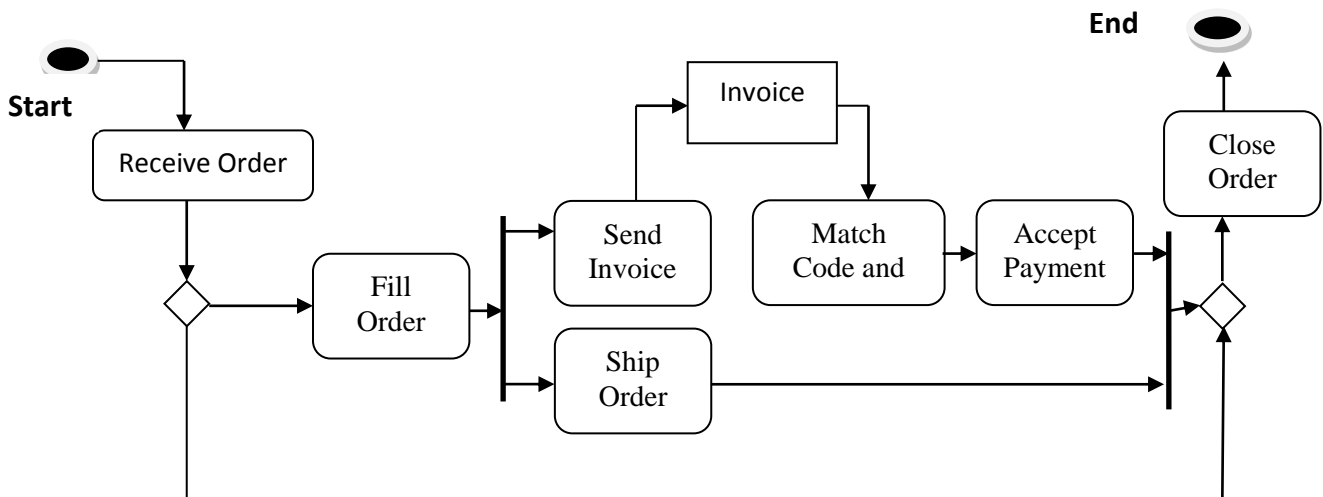 End
Start
Invoice
Receive Order
Close
Order
Send
Invoice
Match
Code and
Accept
Payment
Fill
Order
Ship
Order